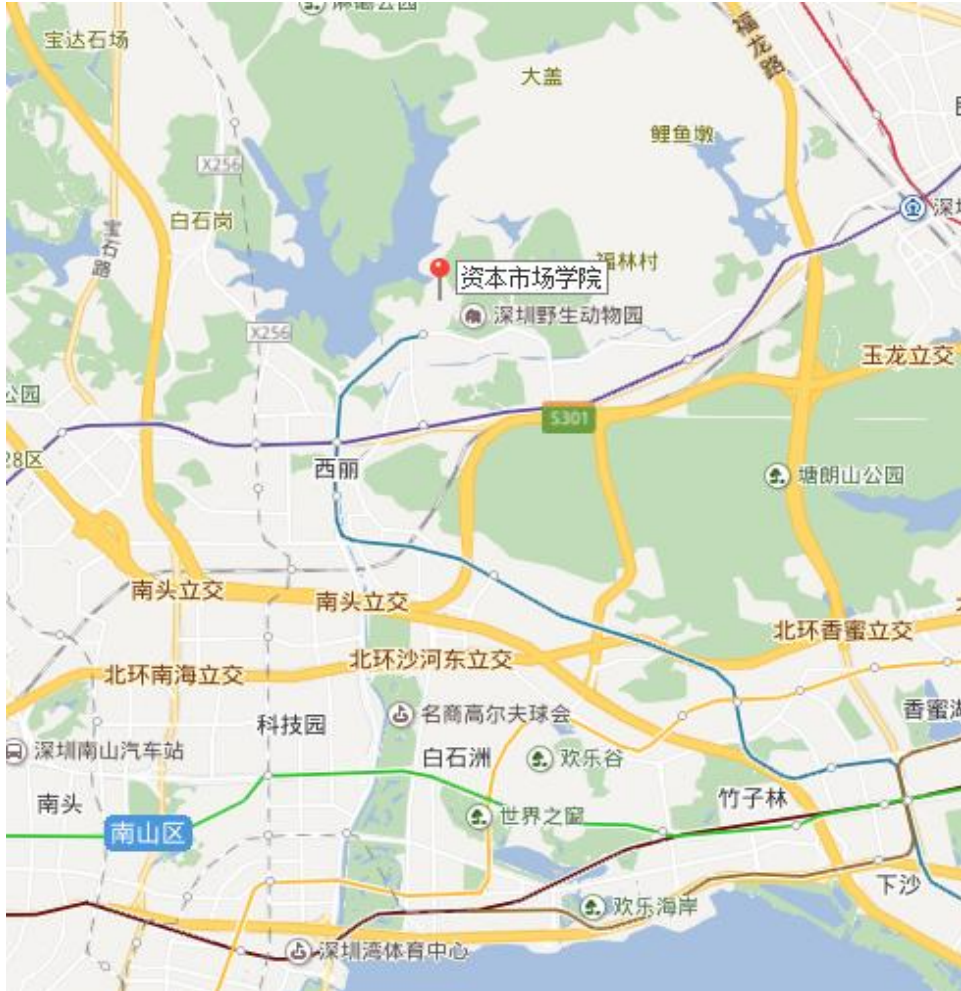 宝达石场
大盖
福龙路
鲤鱼墩
X256
白石岗
宝石路
福林村
资本市场学院
深圳野生动物园
X256
玉龙立交
公园
S301
28区
西丽
塘朗山公园
南头立交
南头立交
北环香蜜立交
北环南海立交
北环沙河东立交
科技园
名商高尔夫球会
香蜜湖
深圳南山汽车站
白石洲
欢乐谷
南头
竹子林
世界之窗
南山区
下沙
欢乐海岸
深圳湾体育中心